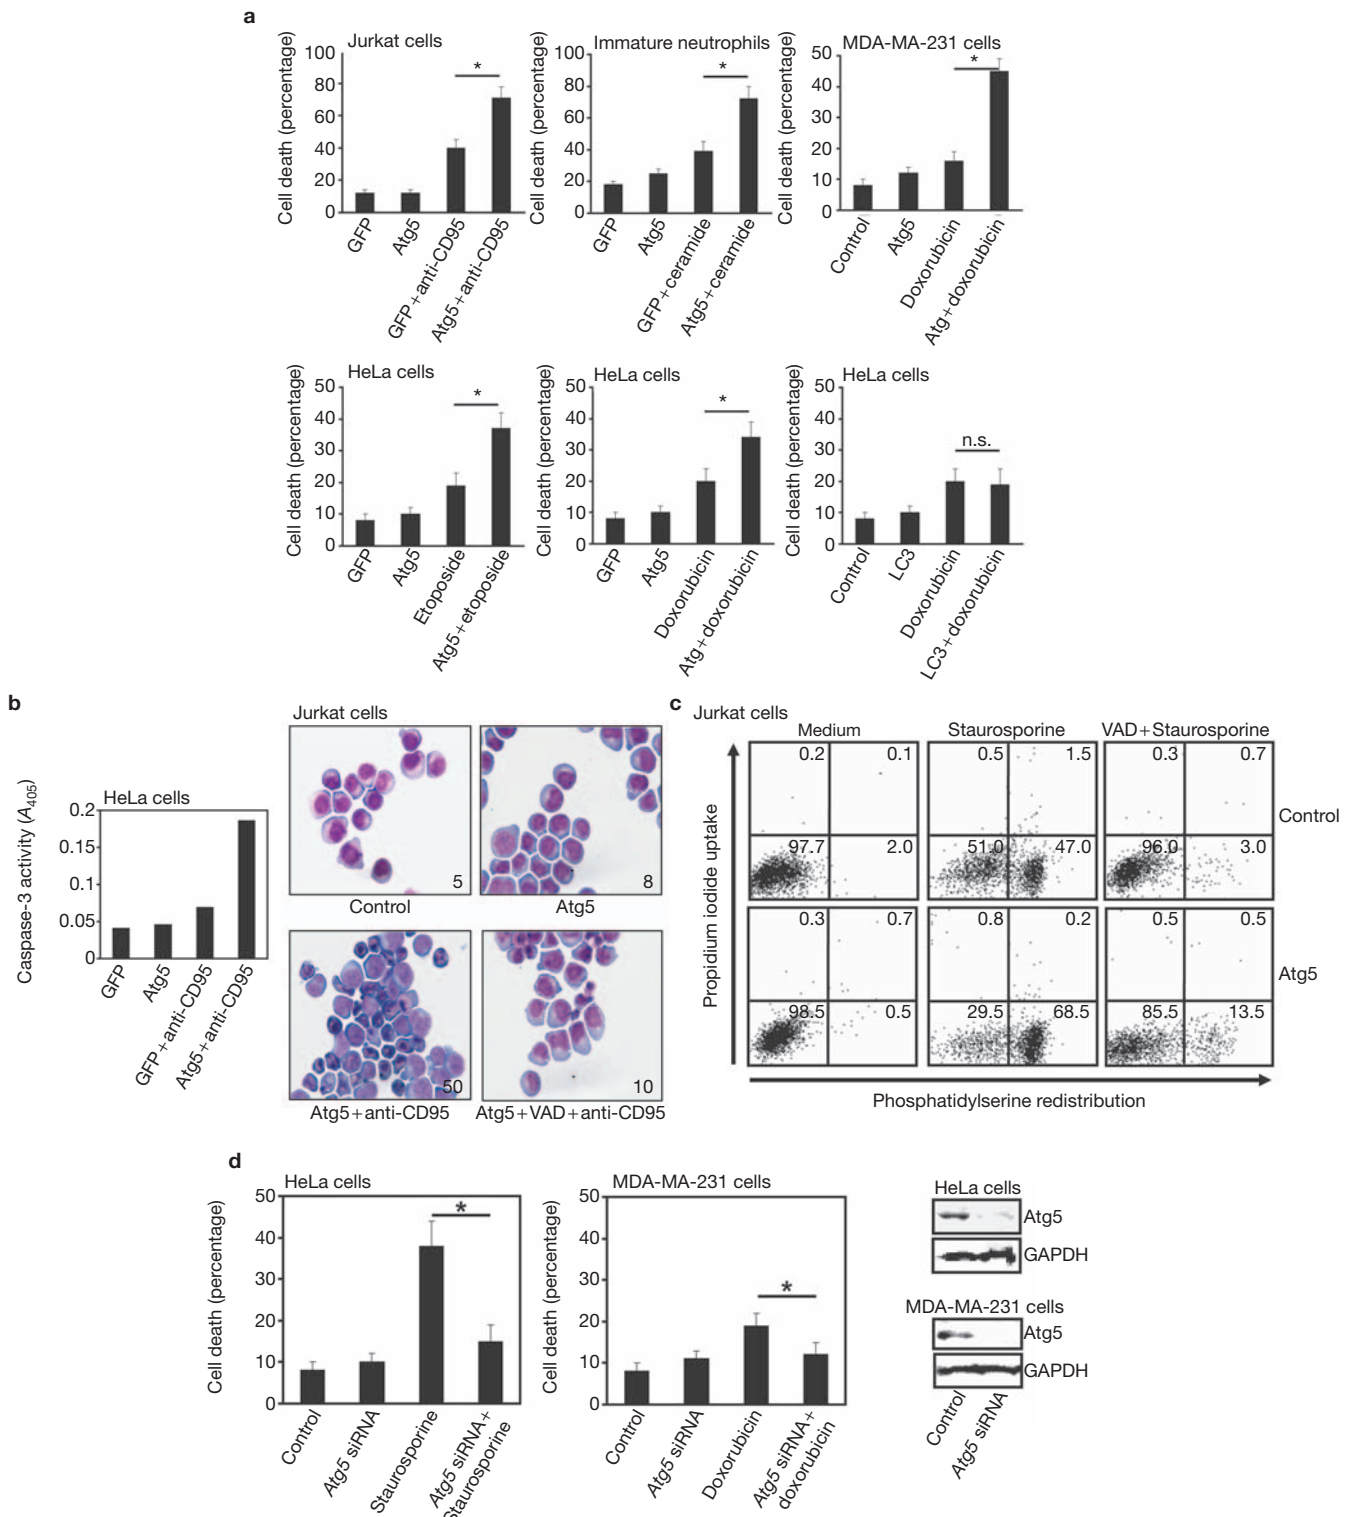 a
Jurkat cells
Cell death (percentage)
100
80
60
40
20
0
*
GFP
Atg5
GFP+anti-CD95
Atg5+anti-CD95
Immature neutrophils
Cell death (percentage)
100
80
60
40
20
0
*
GFP
Atg5
GFP+ceramide
Atg5+ceramide
MDA-MA-231 cells
Cell death (percentage)
50
40
30
20
10
0
*
Control
Atg5
Doxorubicin
Atg+doxorubicin
HeLa cells
Cell death (percentage)
50
40
30
20
10
0
*
GFP
Atg5
Etoposide
Atg5+etoposide
HeLa cells
Cell death (percentage)
50
40
30
20
10
0
*
GFP
Atg5
Doxorubicin
Atg+doxorubicin
HeLa cells
Cell death (percentage)
50
40
30
20
10
0
n.s.
Control
LC3
Doxorubicin
LC3+doxorubicin
b
HeLa cells
Caspase-3 activity (A405)
0.2
0.15
0.1
0.05
0
GFP
Atg5
GFP+anti-CD95
Atg5+anti-CD95
Jurkat cells
5
Control
8
Atg5
50
Atg5+anti-CD95
10
Atg5+VAD+anti-CD95
c
Jurkat cells
Medium
Staurosporine
VAD+Staurosporine
0.2 0.1
0.5 1.5
0.3 0.7
Control
97.7 2.0
51.0 47.0
96.0 3.0
0.3 0.7
0.8 0.2
0.5 0.5
Atg5
98.5 0.5
29.5 68.5
85.5 13.5
Propidium iodide uptake
Phosphatidylserine redistribution
d
HeLa cells
Cell death (percentage)
50
40
30
20
10
0
*
Control
Atg5 siRNA
Staurosporine
Atg5 siRNA+
Staurosporine
MDA-MA-231 cells
Cell death (percentage)
50
40
30
20
10
0
*
Control
Atg5 siRNA
Doxorubicin
Atg5 siRNA+
doxorubicin
HeLa cells
Atg5
GAPDH
MDA-MA-231 cells
Atg5
GAPDH
Control
Atg5 siRNA